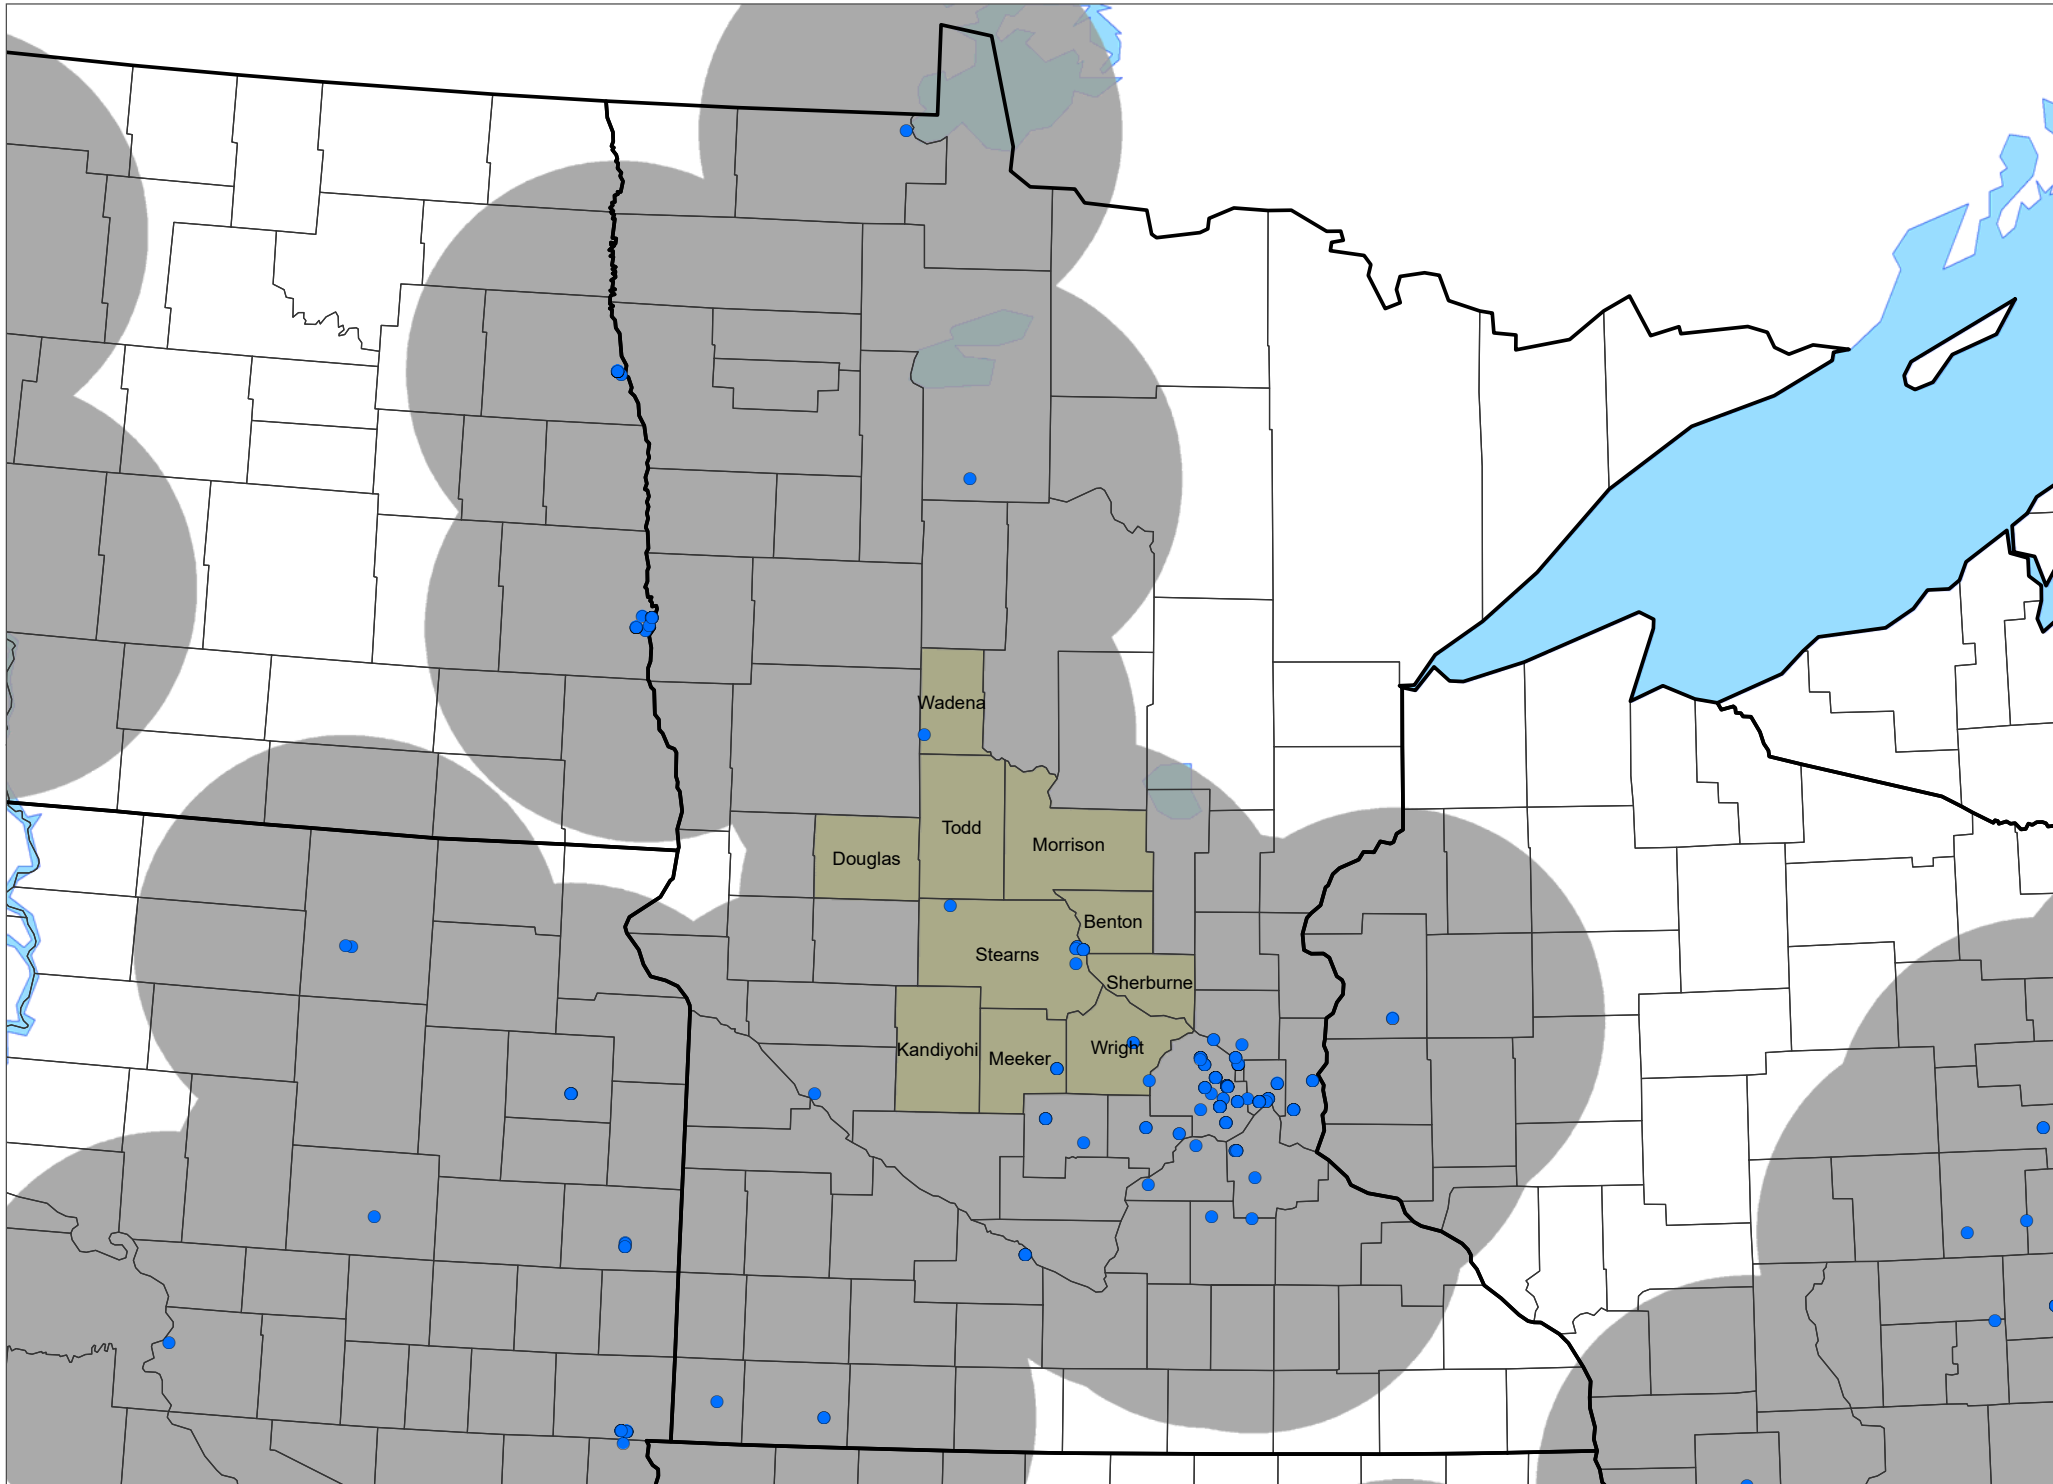 Wadena
Todd
Morrison
Douglas
Benton
Stearns
Sherburne
Kandiyohi
Meeker
Wright